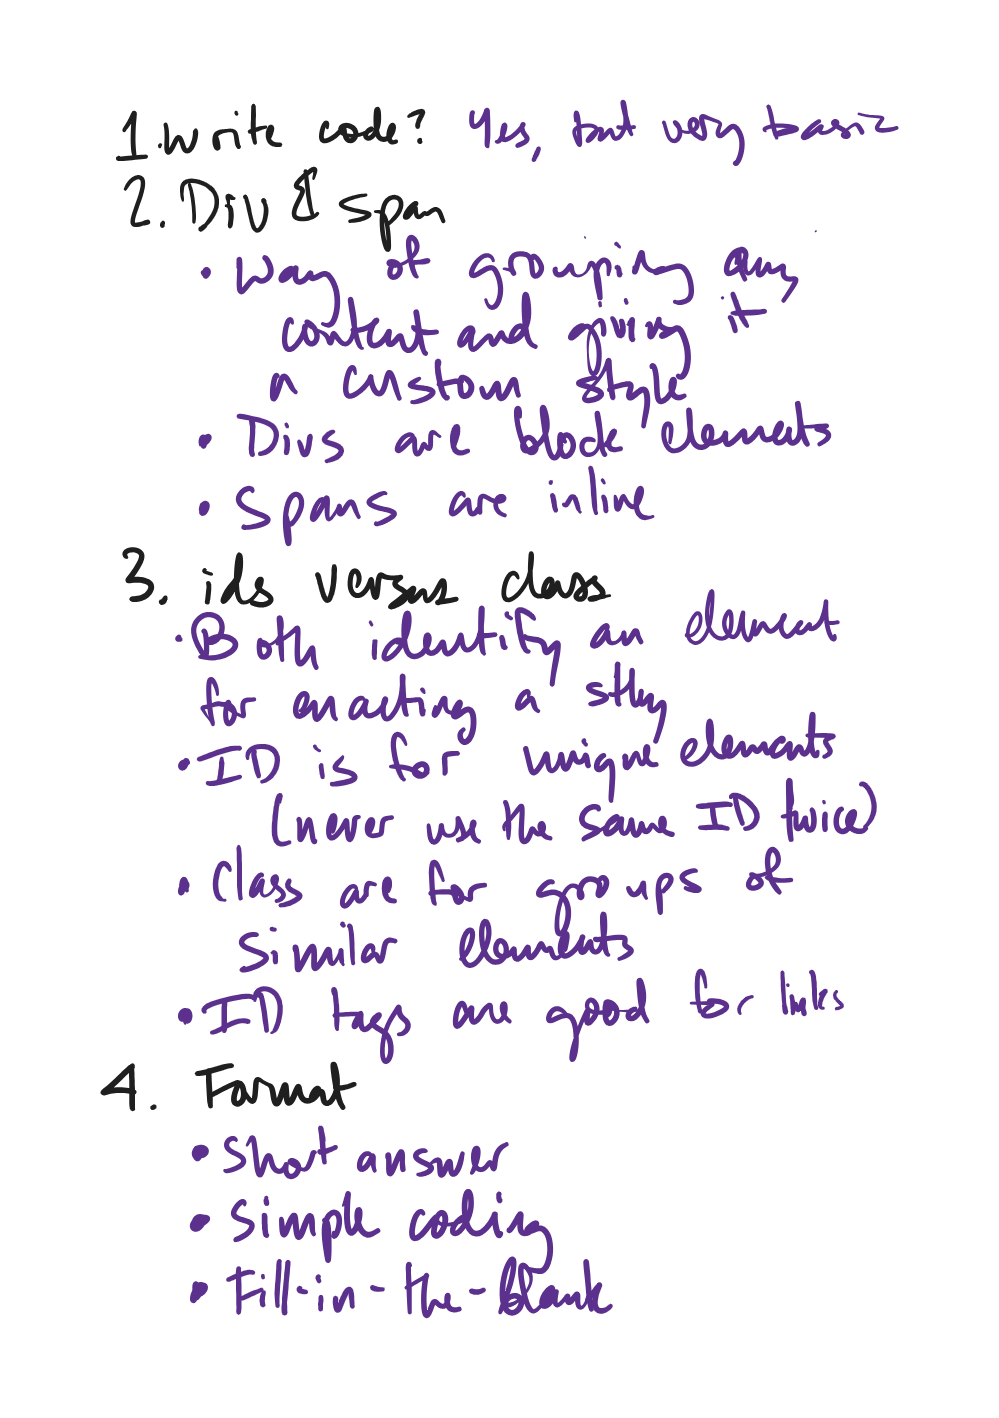 1. write code? Yes, but very basic
2. Div & span
• Way of grouping any
content and giving it
a custom style
• Divs are block elements
• Spans are inline
3. ids versus class
• Both identify an element
for enacting a
• ID is for unique elements
(never use the same ID twice)
• Class are for groups of
similar elements
• ID tags are good for links
4. Format
• Short answer
• Simple coding
• Fill-in-the-blank